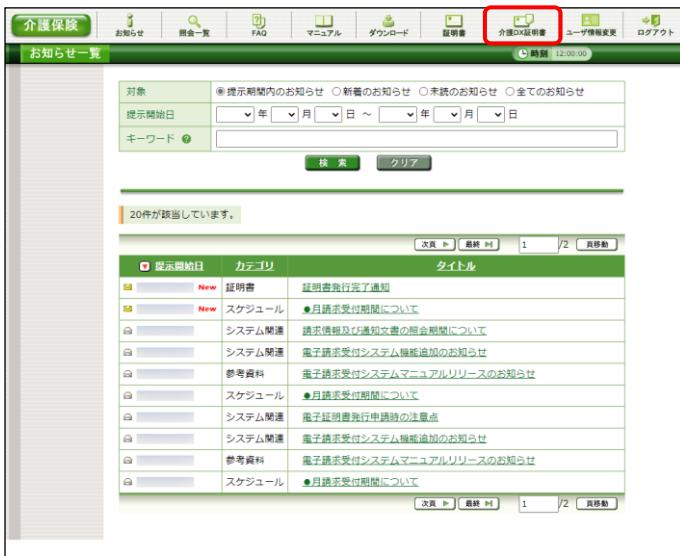 介護保険 お知らせ 照会一覧 FAQ マニュアル ダウンロード 証明書 介護DX証明書 ユーザ情報変更 ログアウト
お知らせ一覧 時刻 12:00:00
対象 提示期間内のお知らせ 新着のお知らせ 未読のお知らせ 全てのお知らせ
提示開始日 年 月 日 ～ 年 月 日
キーワード ?
検 索 クリア
20件が該当しています。
次頁 最終 1 /2 頁移動
提示開始日 カテゴリ タイトル
New 証明書 証明書発行完了通知
New スケジュール ●月請求受付期間について
システム関連 請求情報及び通知文書の照会期間について
システム関連 電子請求受付システム機能追加のお知らせ
参考資料 電子請求受付システムマニュアルリリースのお知らせ
スケジュール ●月請求受付期間について
システム関連 電子証明書発行申請時の注意点
システム関連 電子請求受付システム機能追加のお知らせ
参考資料 電子請求受付システムマニュアルリリースのお知らせ
スケジュール ●月請求受付期間について
次頁 最終 1 /2 頁移動